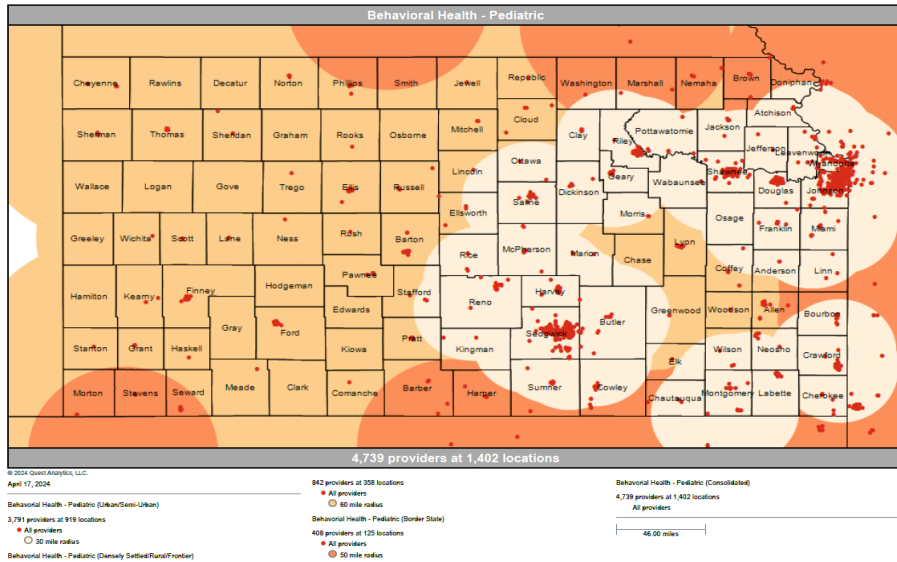 Behavioral Health - Pediatric
Cheyenne Rawlins Decatur Norton Phillips Smith Jewell Republic Washington Marshall Nemaha Brown Doniphan
Sherman Thomas Sheridan Graham Rooks Osborne Mitchell Cloud Clay Riley Pottawatomie Jackson Atchison
Jefferson Leavenworth Wyandotte
Wallace Logan Gove Trego Ellis Russell Lincoln Ottawa Dickinson Geary Wabaunsee Shawnee Douglas Johnson
Saline Ellsworth Morris Osage
Greeley Wichita Scott Lane Ness Rush Barton Rice McPherson Marion Chase Lyon Franklin Miami
Hamilton Kearny Finney Hodgeman Pawnee Stafford Reno Harvey Coffey Anderson Linn
Gray Ford Edwards Sedgwick Butler Greenwood Woodson Allen Bourbon
Stanton Grant Haskell Kiowa Pratt Kingman Elk Wilson Neosho Crawford
Morton Stevens Seward Meade Clark Comanche Barber Harper Sumner Cowley Chautauqua Montgomery Labette Cherokee
4,739 providers at 1,402 locations
© 2024 Quest Analytics, LLC.
April 17, 2024
Behavorial Health - Pediatric (Urban/Semi-Urban)
3,791 providers at 919 locations
All providers
30 mile radius
Behavorial Health - Pediatric (Densely Settled/Rural/Frontier)
842 providers at 358 locations
All providers
60 mile radius
Behavorial Health - Pediatric (Border State)
408 providers at 125 locations
All providers
50 mile radius
Behavorial Health - Pediatric (Consolidated)
4,739 providers at 1,402 locations
All providers
46.00 miles